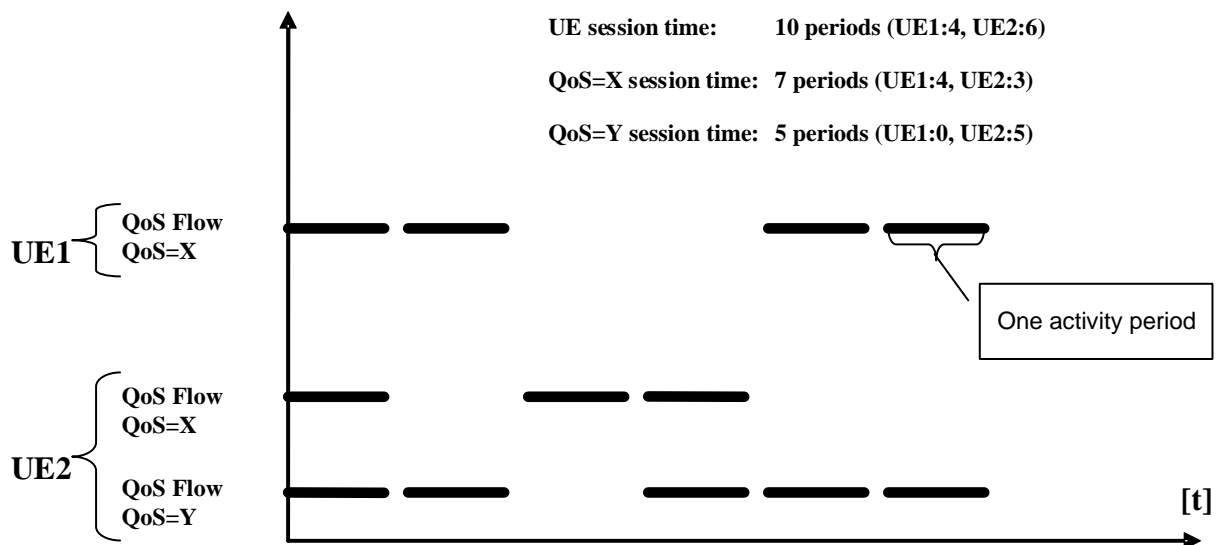 UE session time: 10 periods (UE1:4, UE2:6)
QoS=X session time: 7 periods (UE1:4, UE2:3)
QoS=Y session time: 5 periods (UE1:0, UE2:5)
UE1
QoS Flow
QoS=X
One activity period
UE2
QoS Flow
QoS=X
QoS Flow
QoS=Y
[t]